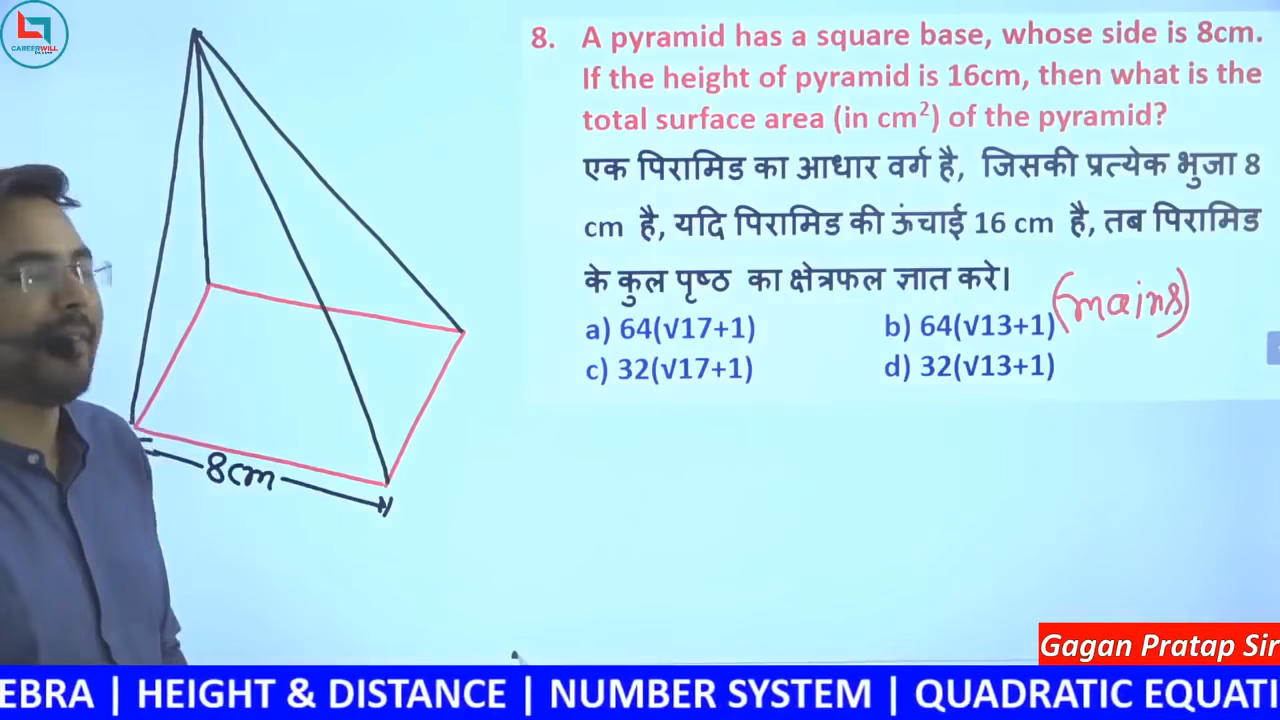 CAREERWILL
8. A pyramid has a square base, whose side is 8cm.
If the height of pyramid is 16cm, then what is the
total surface area (in cm²) of the pyramid?
एक पिरामिड का आधार वर्ग है, जिसकी प्रत्येक भुजा 8
cm है, यदि पिरामिड की ऊंचाई 16 cm है, तब पिरामिड
के कुल पृष्ठ का क्षेत्रफल ज्ञात करे।
(mains)
a) 64(√17+1) b) 64(√13+1)
c) 32(√17+1) d) 32(√13+1)
8cm
Gagan Pratap Sir
EBRA | HEIGHT & DISTANCE | NUMBER SYSTEM | QUADRATIC EQUATI